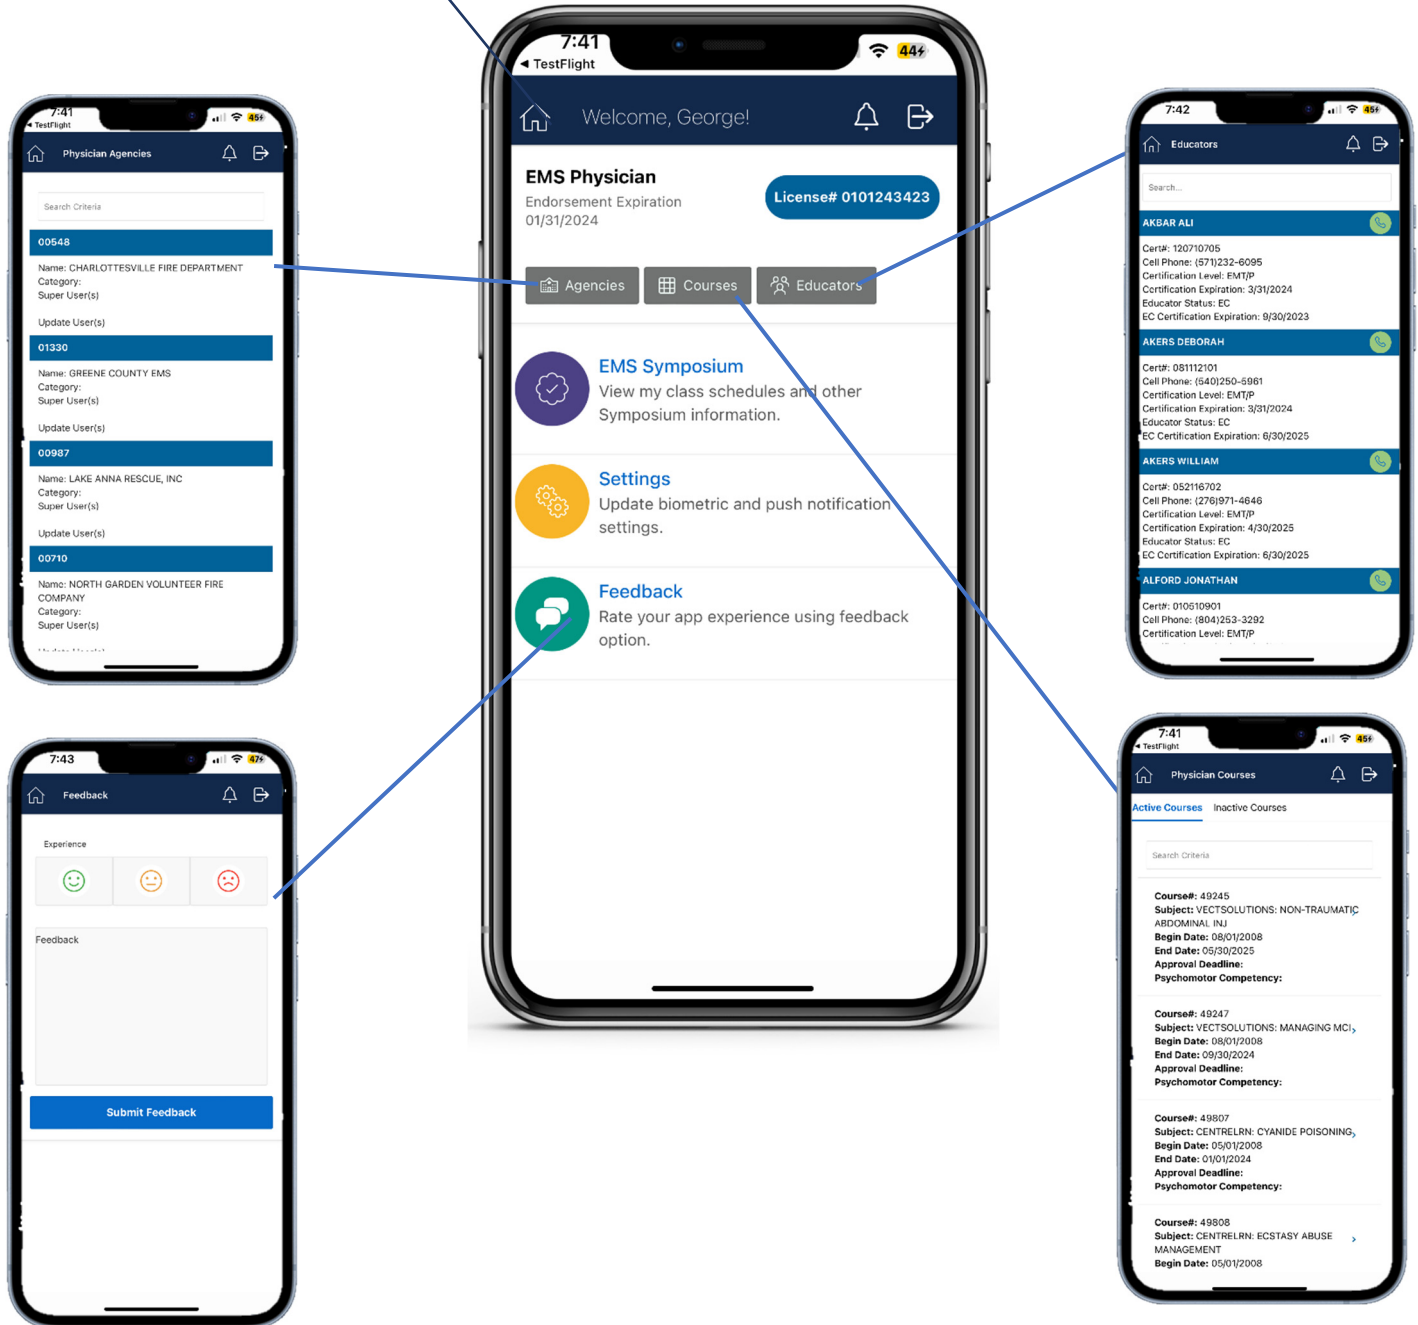 7:41
TestFlight
44
Welcome, George!
EMS Physician
Endorsement Expiration
01/31/2024
License# 0101243423
Agencies
Courses
Educators
EMS Symposium
View my class schedules and other
Symposium information.
Settings
Update biometric and push notification
settings.
Feedback
Rate your app experience using feedback
option.
7:41
TestFlight
45
Physician Agencies
Search Criteria
00548
Name: CHARLOTTESVILLE FIRE DEPARTMENT
Category:
Super User(s)
Update User(s)
01330
Name: GREENE COUNTY EMS
Category:
Super User(s)
Update User(s)
00987
Name: LAKE ANNA RESCUE, INC
Category:
Super User(s)
Update User(s)
00710
Name: NORTH GARDEN VOLUNTEER FIRE
COMPANY
Category:
Super User(s)
7:42
45
Educators
Search...
AKBAR ALI
Cert#: 120710705
Cell Phone: (571)232-6095
Certification Level: EMT/P
Certification Expiration: 3/31/2024
Educator Status: EC
EC Certification Expiration: 9/30/2023
AKERS DEBORAH
Cert#: 081112101
Cell Phone: (540)250-5961
Certification Level: EMT/P
Certification Expiration: 3/31/2024
Educator Status: EC
EC Certification Expiration: 6/30/2025
AKERS WILLIAM
Cert#: 052116702
Cell Phone: (276)971-4646
Certification Level: EMT/P
Certification Expiration: 4/30/2025
Educator Status: EC
EC Certification Expiration: 6/30/2025
ALFORD JONATHAN
Cert#: 010510901
Cell Phone: (804)253-3292
Certification Level: EMT/P
7:43
47
Feedback
Experience
Feedback
Submit Feedback
7:41
TestFlight
45
Physician Courses
Active Courses
Inactive Courses
Search Criteria
Course#: 49245
Subject: VECTSOLUTIONS: NON-TRAUMATIC
ABDOMINAL INJ
Begin Date: 08/01/2008
End Date: 05/30/2025
Approval Deadline:
Psychomotor Competency:
Course#: 49247
Subject: VECTSOLUTIONS: MANAGING MCI
Begin Date: 08/01/2008
End Date: 09/30/2024
Approval Deadline:
Psychomotor Competency:
Course#: 49807
Subject: CENTRELRN: CYANIDE POISONING
Begin Date: 05/01/2008
End Date: 01/01/2024
Approval Deadline:
Psychomotor Competency:
Course#: 49808
Subject: CENTRELRN: ECSTASY ABUSE
MANAGEMENT
Begin Date: 05/01/2008